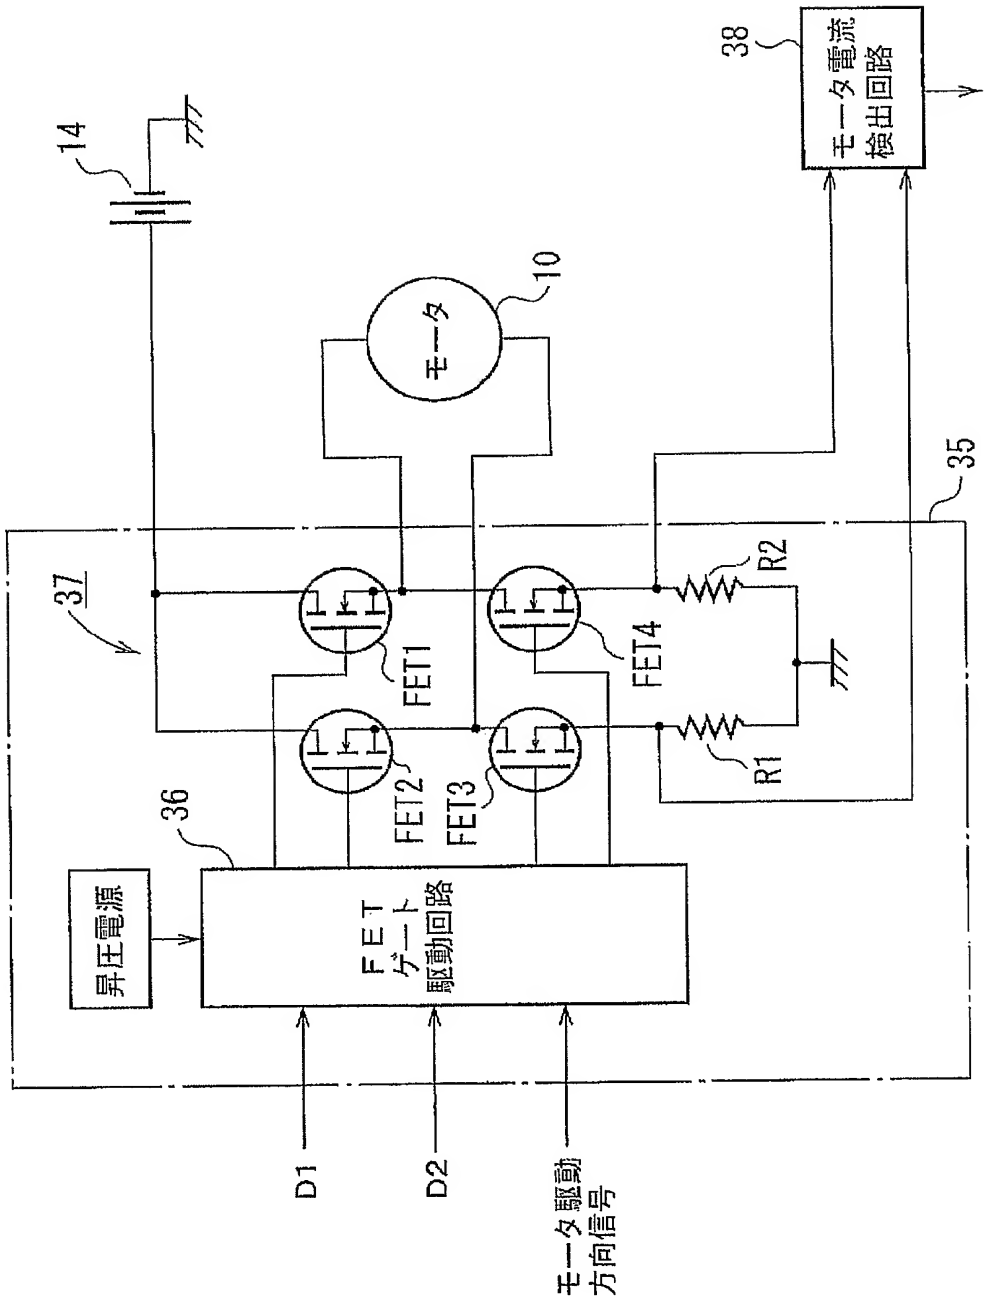 昇圧電源
36
37
14
D1
D2
モータ駆動
方向信号
FET
ゲート
駆動回路
FET2
FET1
FET3
FET4
R1
R2
35
モータ
10
38
モータ電流
検出回路